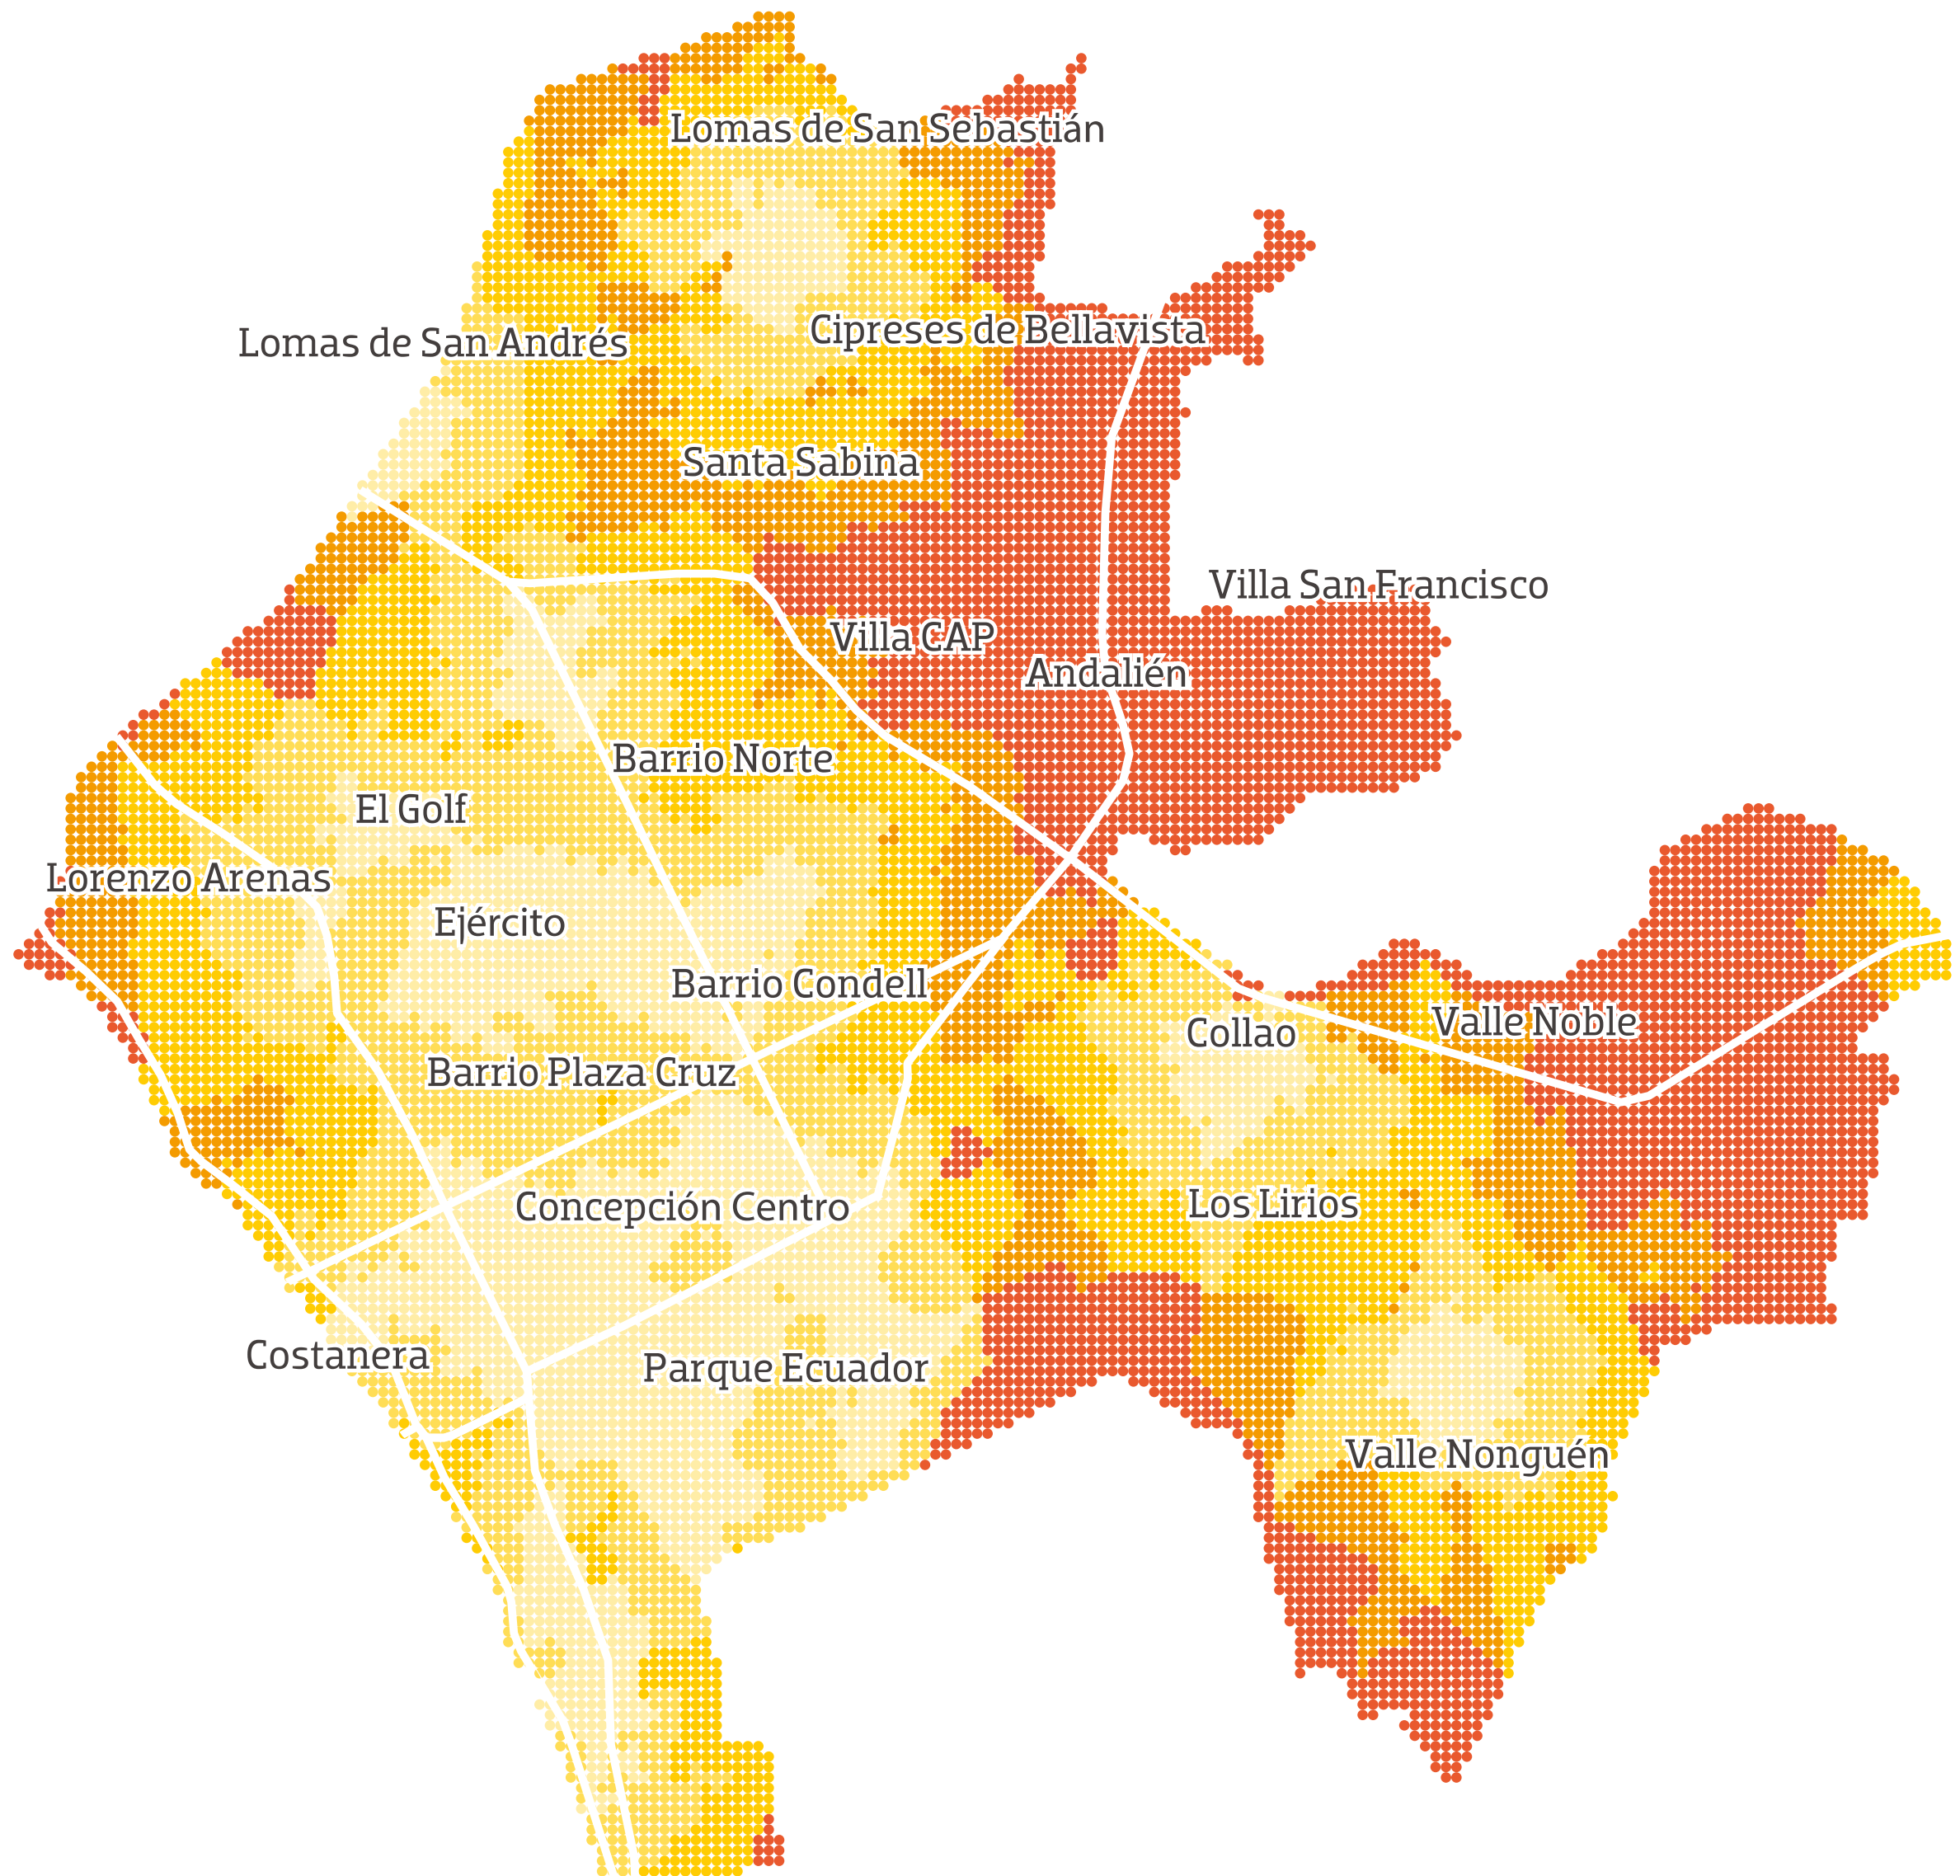 Lomas de San Sebastián
Cipreses de Bellavista
Lomas de San Andrés
Santa Sabina
Villa San Francisco
Villa CAP
Andalién
Barrio Norte
El Golf
Lorenzo Arenas
Ejército
Barrio Condell
Valle Noble
Collao
Barrio Plaza Cruz
Los Lirios
Concepción Centro
Costanera
Parque Ecuador
Valle Nonguén